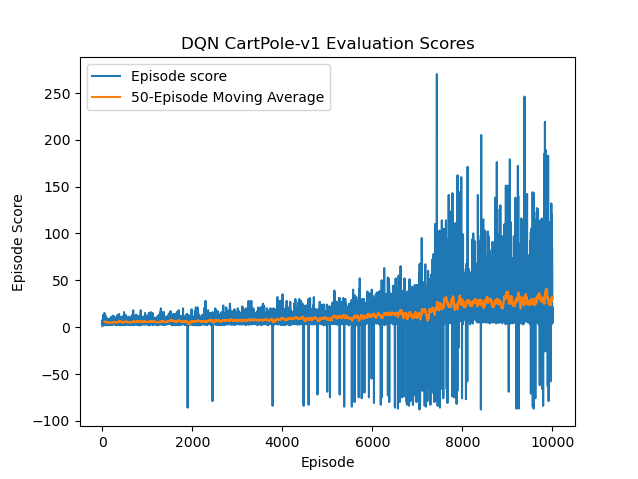 DQN CartPole-v1 Evaluation Scores
Episode score
50-Episode Moving Average
250
200
150
100
50
0
−50
−100
Episode Score
0 2000 4000 6000 8000 10000
Episode